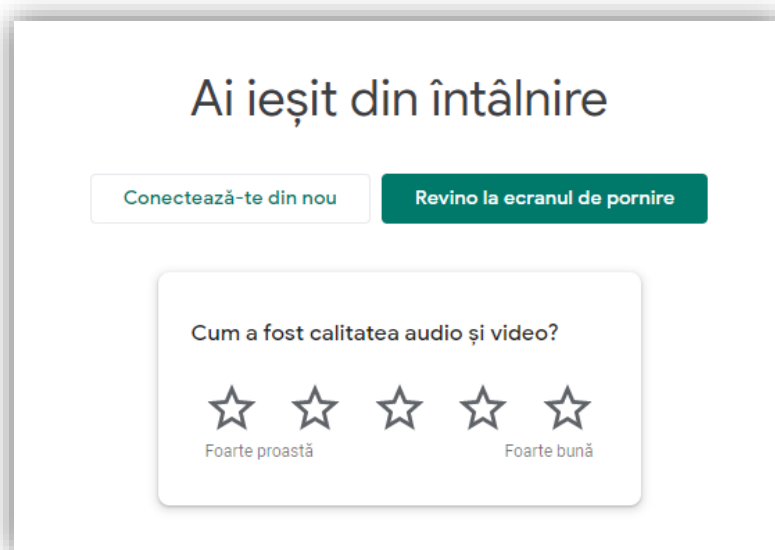 Ai ieșit din întâlnire
Conectează-te din nou
Revino la ecranul de pornire
Cum a fost calitatea audio și video?
Foarte proastă
Foarte bună